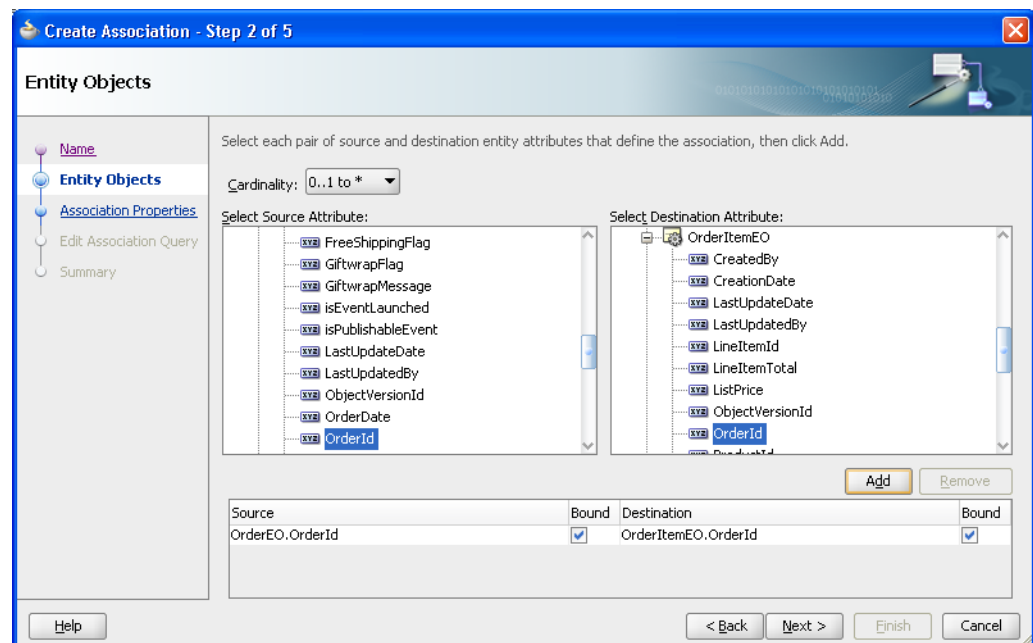 Create Association - Step 2 of 5
Entity Objects
Name
Entity Objects
Association Properties
Edit Association Query
Summary
Select each pair of source and destination entity attributes that define the association, then click Add.
Cardinality: 0..1 to *
Select Source Attribute:
FreeShippingFlag
GiftwrapFlag
GiftwrapMessage
isEventLaunched
isPublishableEvent
LastUpdateDate
LastUpdatedBy
ObjectVersionId
OrderDate
OrderId
Select Destination Attribute:
OrderItemEO
CreatedBy
CreationDate
LastUpdateDate
LastUpdatedBy
LineItemId
LineItemTotal
ListPrice
ObjectVersionId
OrderId
ProductId
Add Remove
Source Bound Destination Bound
OrderEO.OrderId OrderItemEO.OrderId
Help < Back Next > Finish Cancel